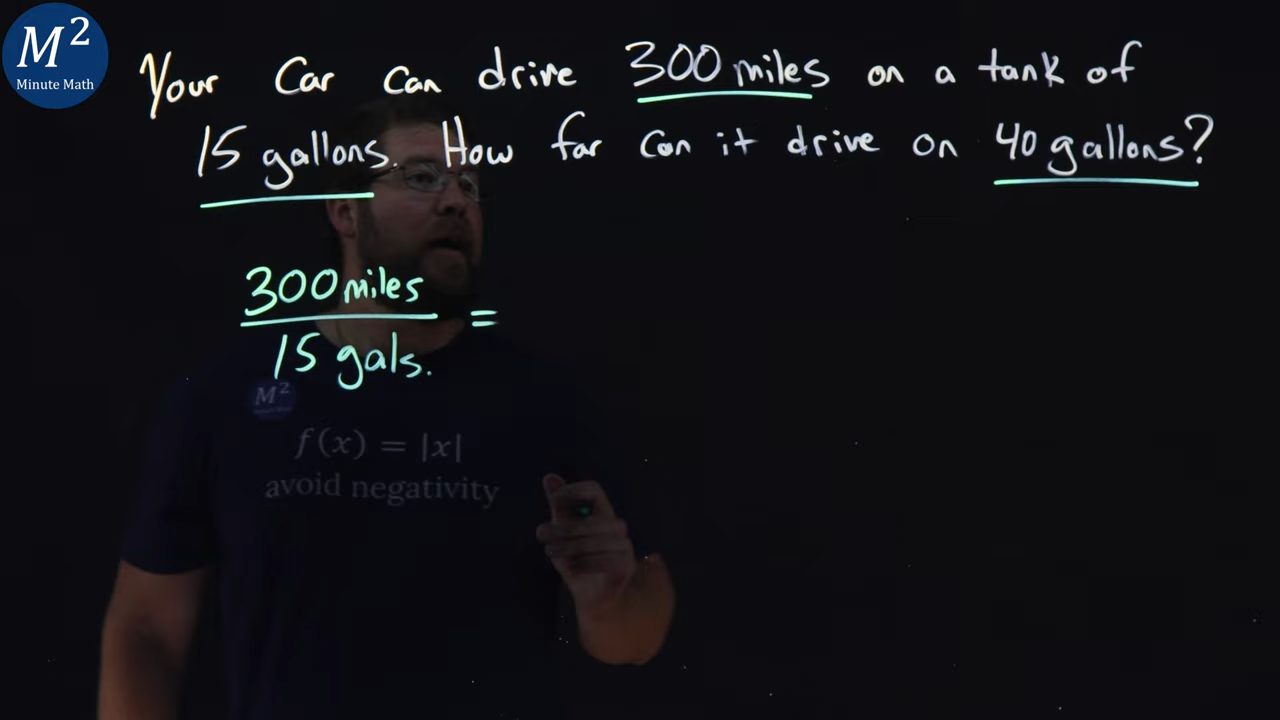 M²
Minute Math
Your Car can drive 300 miles on a tank of
15 gallons. How far can it drive on 40 gallons?
300 miles
15 gals.
=
M²
f(x) = |x|
avoid negativity